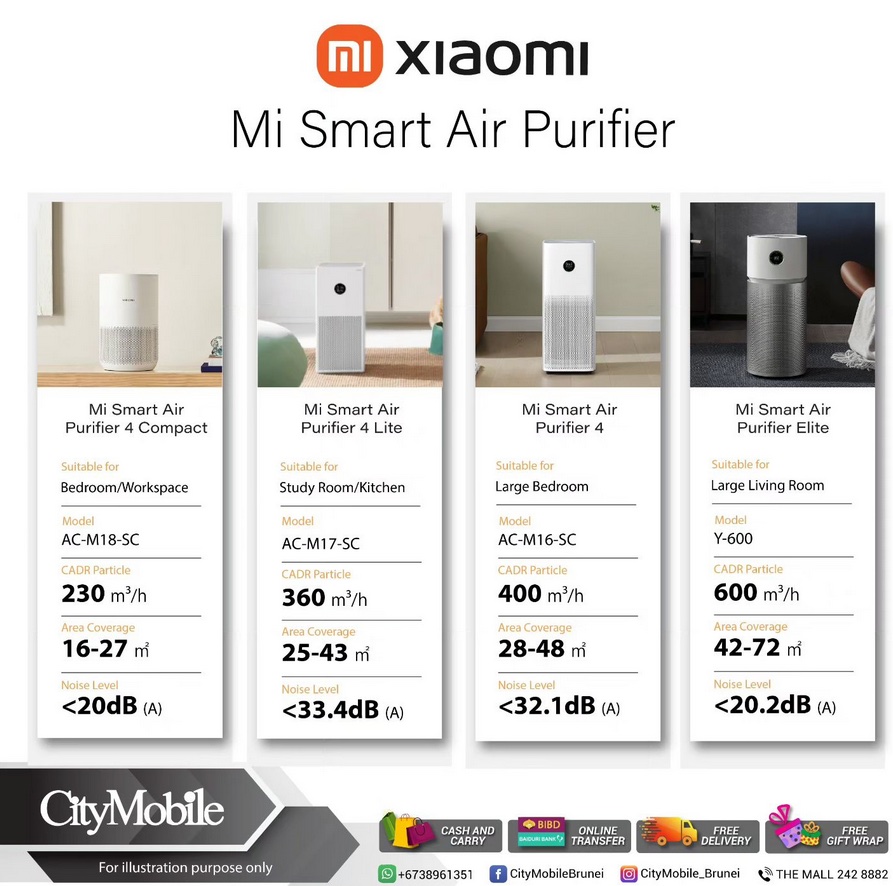 mi xiaomi
Mi Smart Air Purifier
Mi Smart Air
Purifier 4 Compact
Suitable for
Bedroom/Workspace
Model
AC-M18-SC
CADR Particle
230 m³/h
Area Coverage
16-27 ㎡
Noise Level
<20dB (A)
Mi Smart Air
Purifier 4 Lite
Suitable for
Study Room/Kitchen
Model
AC-M17-SC
CADR Particle
360 m³/h
Area Coverage
25-43 ㎡
Noise Level
<33.4dB (A)
Mi Smart Air
Purifier 4
Suitable for
Large Bedroom
Model
AC-M16-SC
CADR Particle
400 m³/h
Area Coverage
28-48 ㎡
Noise Level
<32.1dB (A)
Mi Smart Air
Purifier Elite
Suitable for
Large Living Room
Model
Y-600
CADR Particle
600 m³/h
Area Coverage
42-72 ㎡
Noise Level
<20.2dB (A)
CityMobile
For illustration purpose only
CASH AND
CARRY
BIBD
BAIDURI BANK
ONLINE
TRANSFER
FREE
DELIVERY
FREE
GIFT WRAP
+6738961351
CityMobileBrunei
CityMobile_Brunei
THE MALL 242 8882